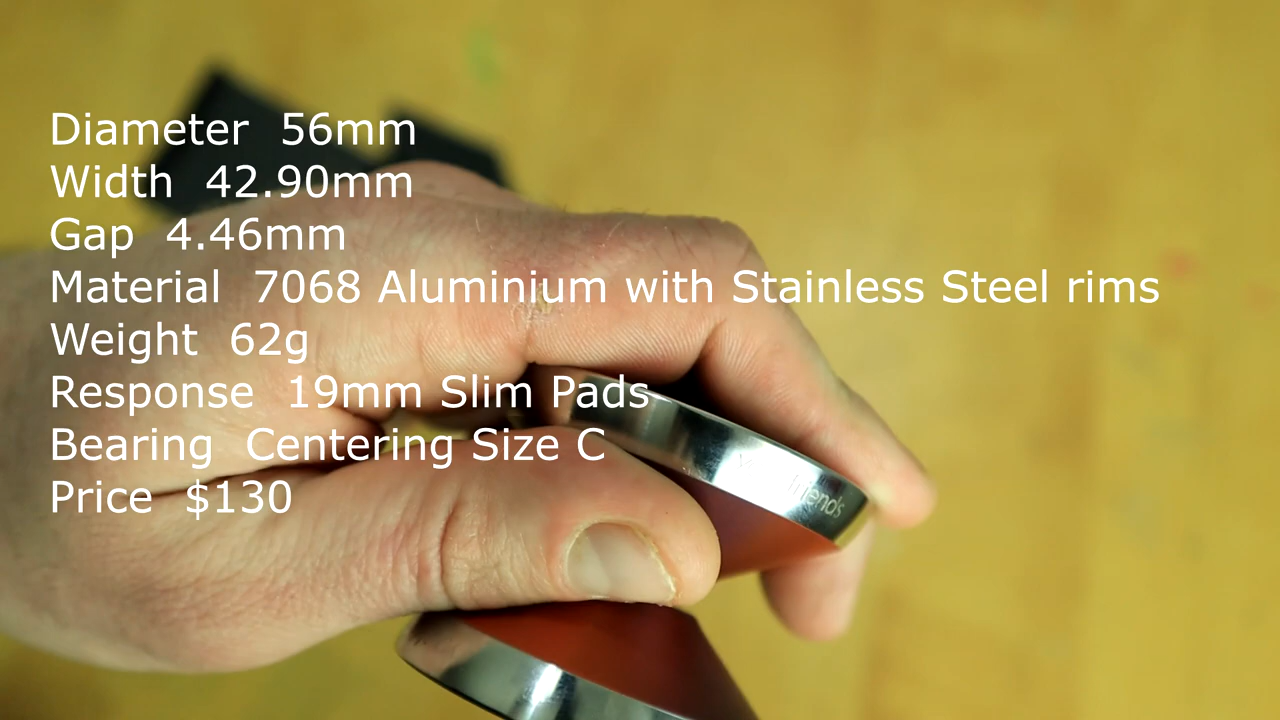 Diameter  56mm
Width  42.90mm
Gap  4.46mm
Material  7068 Aluminium with Stainless Steel rims
Weight  62g
Response  19mm Slim Pads
Bearing  Centering Size C
Price  $130
friends